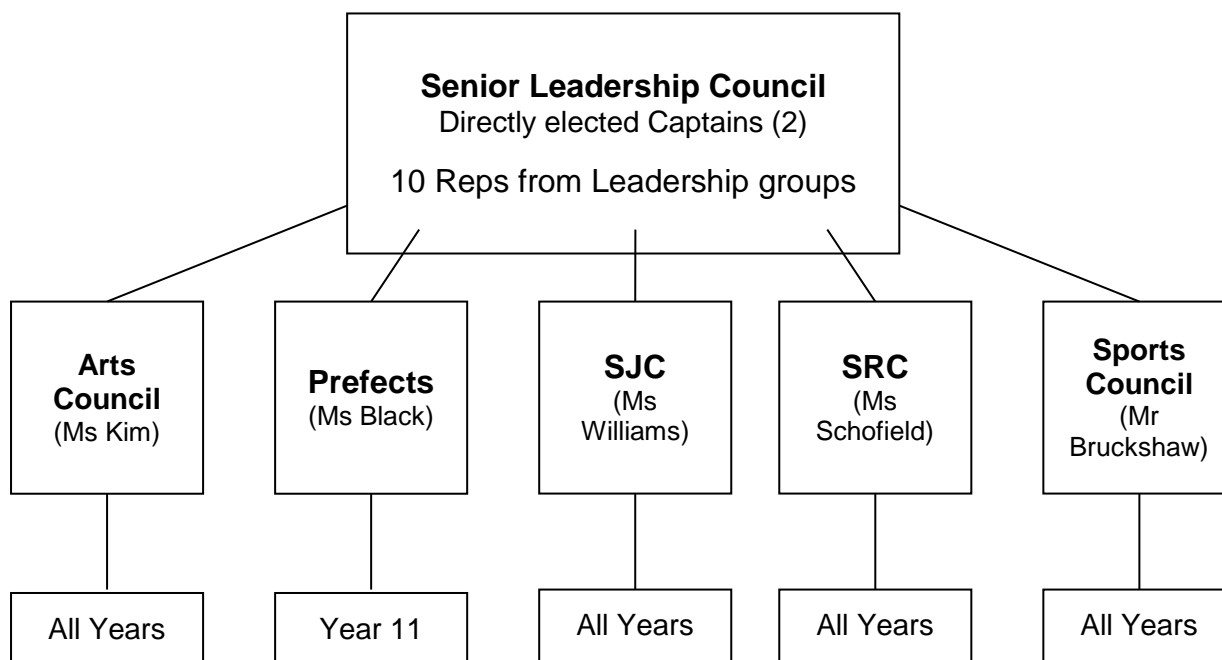 Senior Leadership Council
Directly elected Captains (2)
10 Reps from Leadership groups
Arts
Council
(Ms Kim)
Prefects
(Ms Black)
SJC
(Ms
Williams)
SRC
(Ms
Schofield)
Sports
Council
(Mr
Bruckshaw)
All Years
Year 11
All Years
All Years
All Years